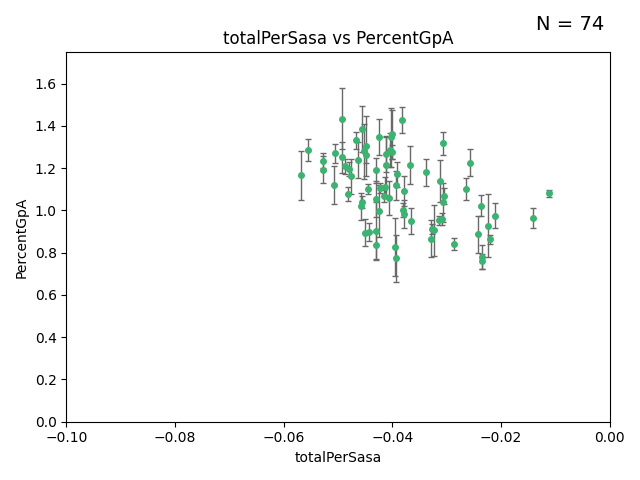 N = 74
totalPerSasa vs PercentGpA
PercentGpA
1.6
1.4
1.2
1.0
0.8
0.6
0.4
0.2
0.0
−0.10 −0.08 −0.06 −0.04 −0.02 0.00
totalPerSasa